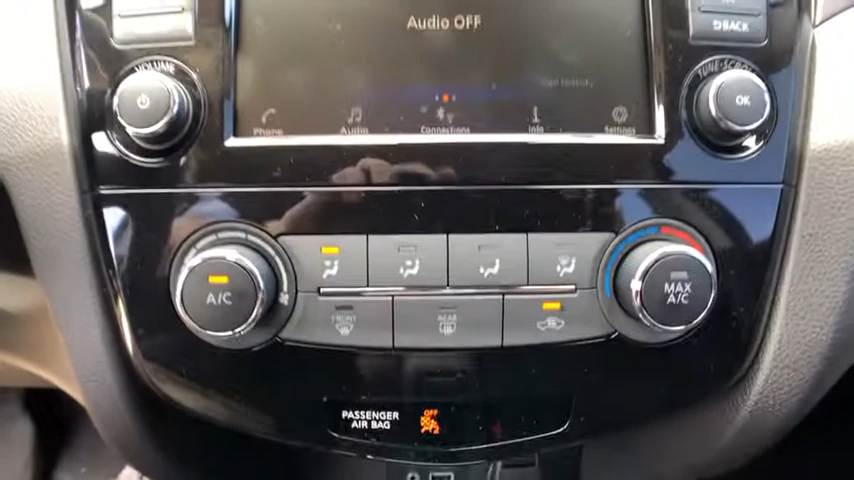 Audio OFF
BACK
VOLUME
TUNE·SCROLL
OK
Phone
Audio
Connections
Info
Settings
A/C
MAX
A/C
FRONT
REAR
PASSENGER
AIR BAG
OFF